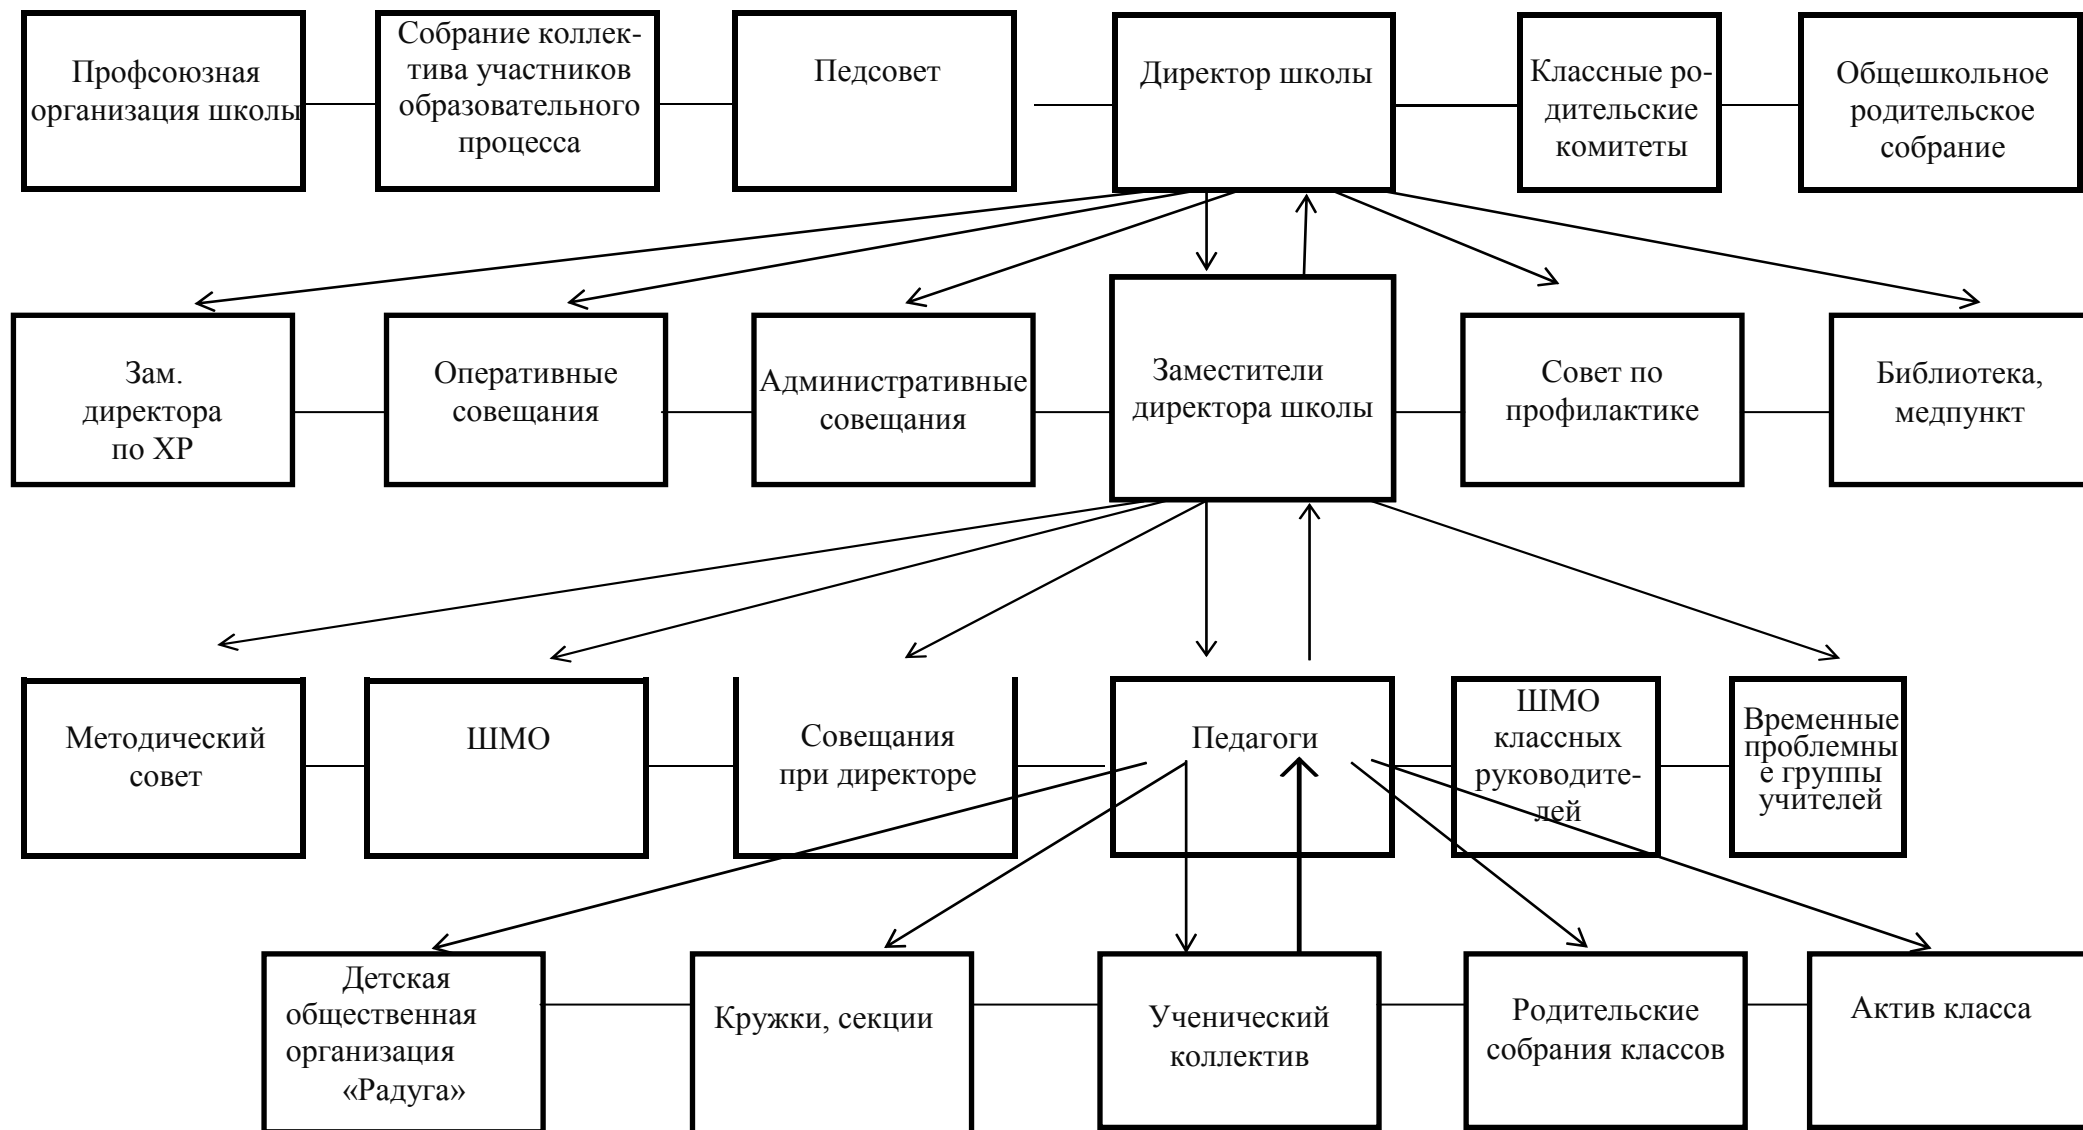 Профсоюзная
организация школы
Собрание коллек-
тива участников
образовательного
процесса
Педсовет
Директор школы
Классные ро-
дительские
комитеты
Общешкольное
родительское
собрание
Зам.
директора
по ХР
Оперативные
совещания
Административные
совещания
Заместители
директора школы
Совет по
профилактике
Библиотека,
медпункт
Методический
совет
ШМО
Совещания
при директоре
Педагоги
ШМО
классных
руководите-
лей
Временные
проблемны
е группы
учителей
Детская
общественная
организация
«Радуга»
Кружки, секции
Ученический
коллектив
Родительские
собрания классов
Актив класса